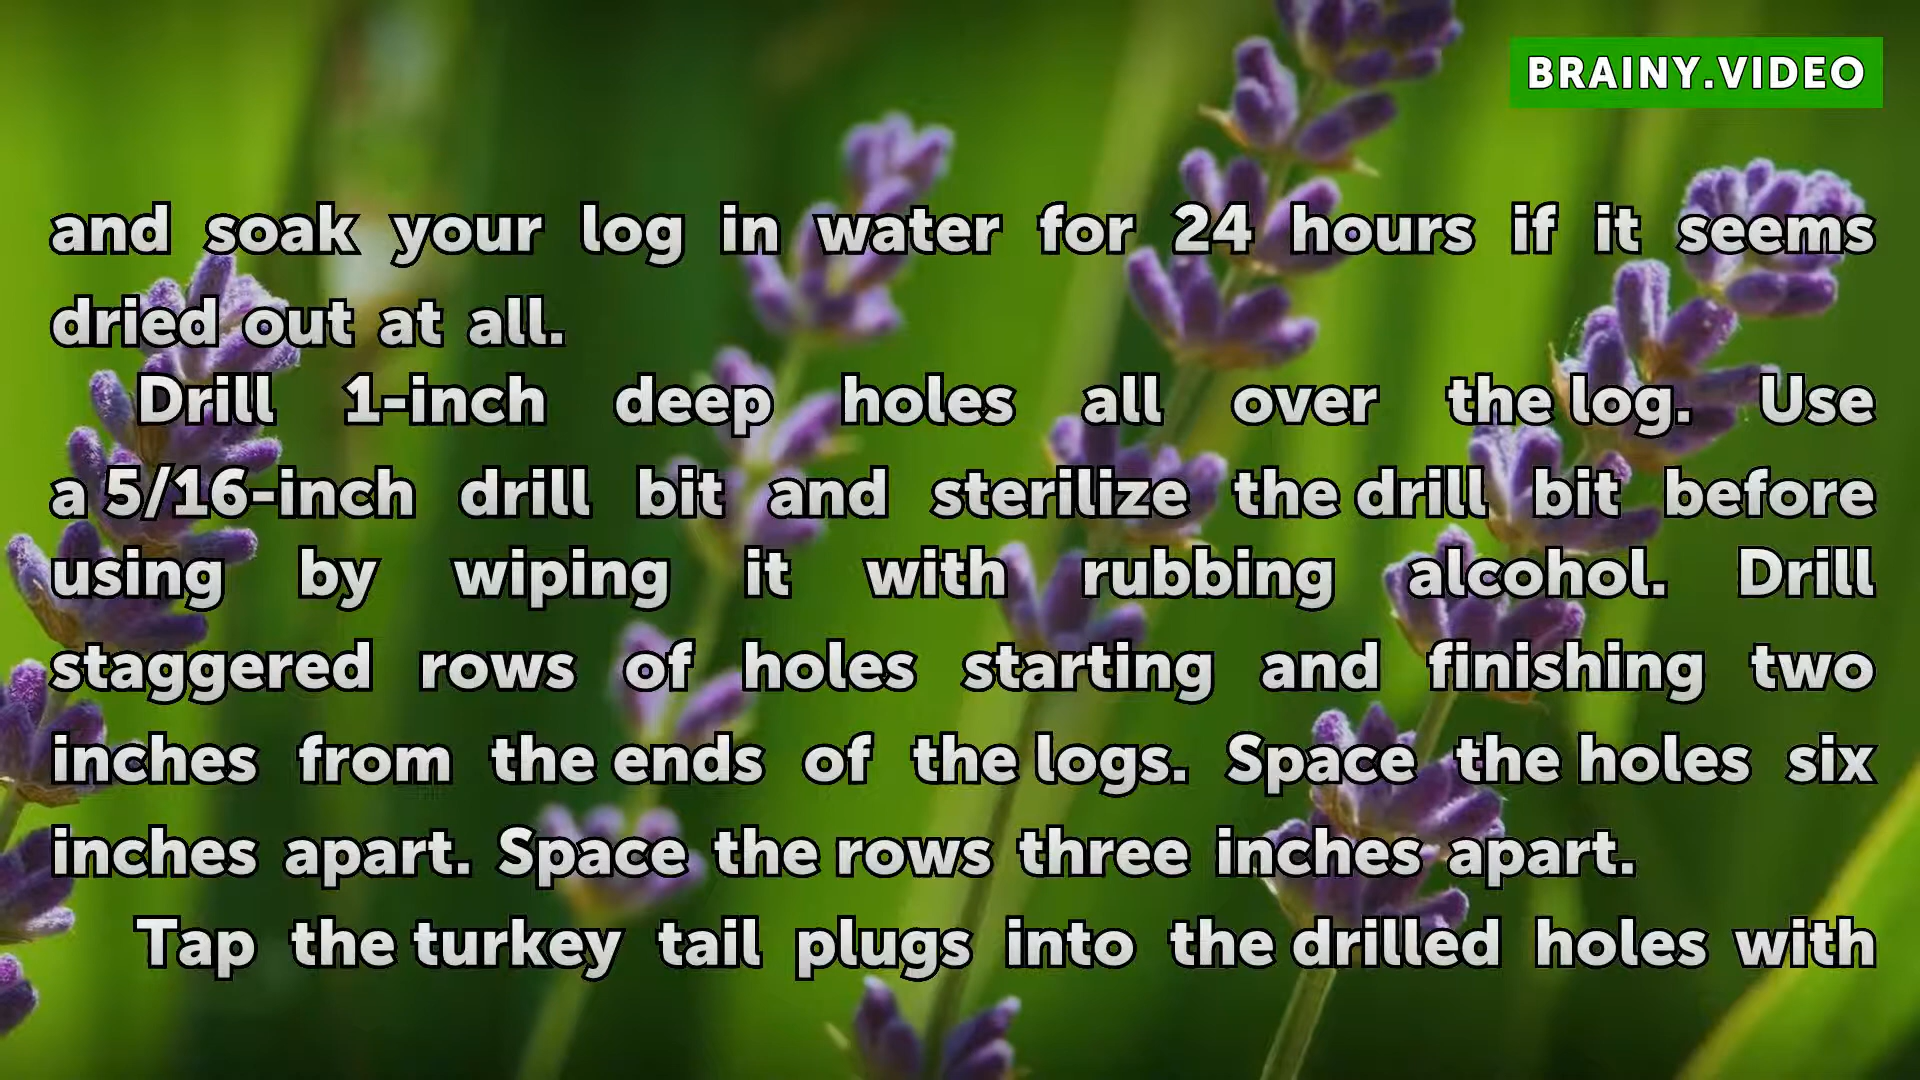 BRAINY.VIDEO
and soak your log in water for 24 hours if it seems
dried out at all.
Drill 1-inch deep holes all over the log. Use
a 5/16-inch drill bit and sterilize the drill bit before
using by wiping it with rubbing alcohol. Drill
staggered rows of holes starting and finishing two
inches from the ends of the logs. Space the holes six
inches apart. Space the rows three inches apart.
Tap the turkey tail plugs into the drilled holes with